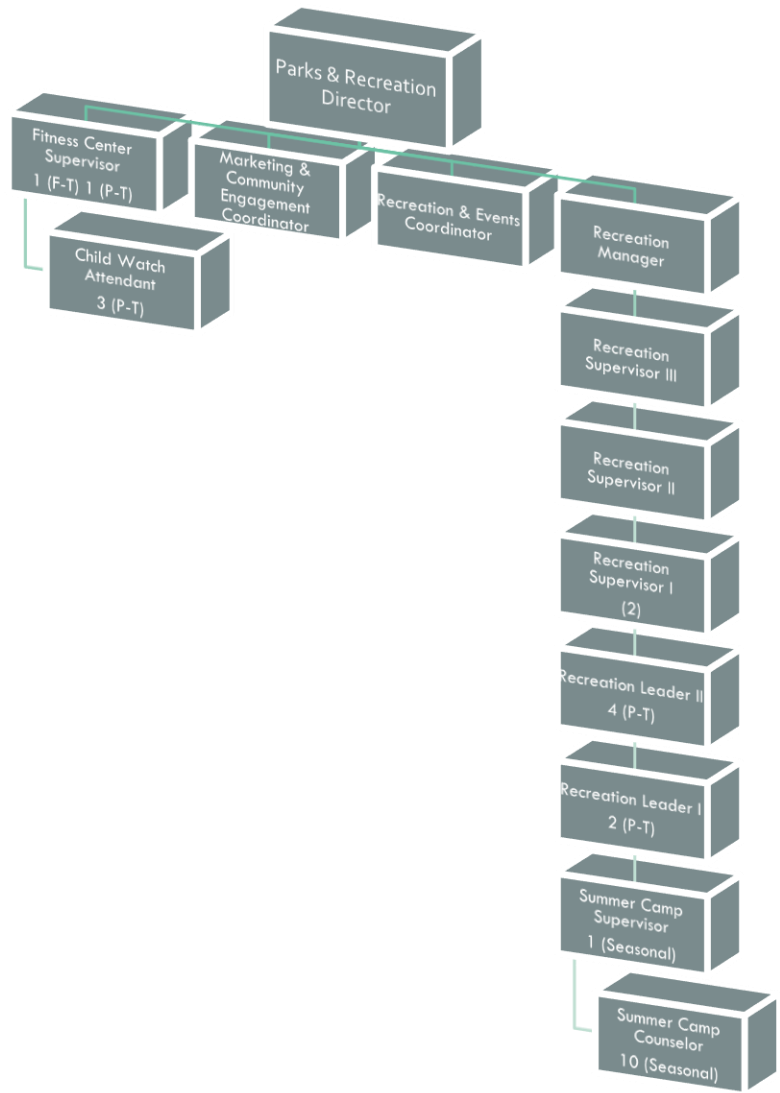 Parks & Recreation
Director
Fitness Center
Supervisor
1 (F-T) 1 (P-T)
Marketing &
Community
Engagement
Coordinator
Recreation & Events
Coordinator
Recreation
Manager
Child Watch
Attendant
3 (P-T)
Recreation
Supervisor III
Recreation
Supervisor II
Recreation
Supervisor I
(2)
Recreation Leader II
4 (P-T)
Recreation Leader I
2 (P-T)
Summer Camp
Supervisor
1 (Seasonal)
Summer Camp
Counselor
10 (Seasonal)